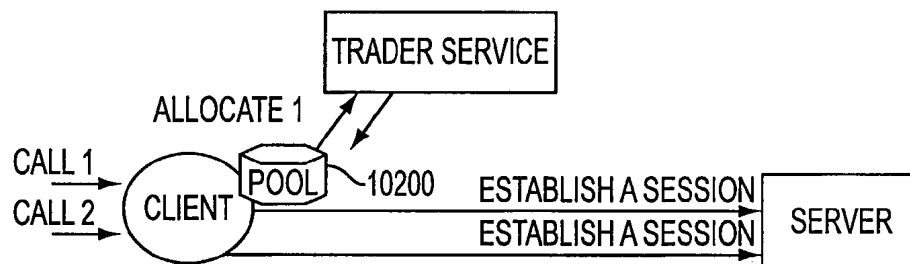 TRADER SERVICE
ALLOCATE 1
CALL 1
POOL
10200
ESTABLISH A SESSION
CLIENT
CALL 2
ESTABLISH A SESSION
SERVER